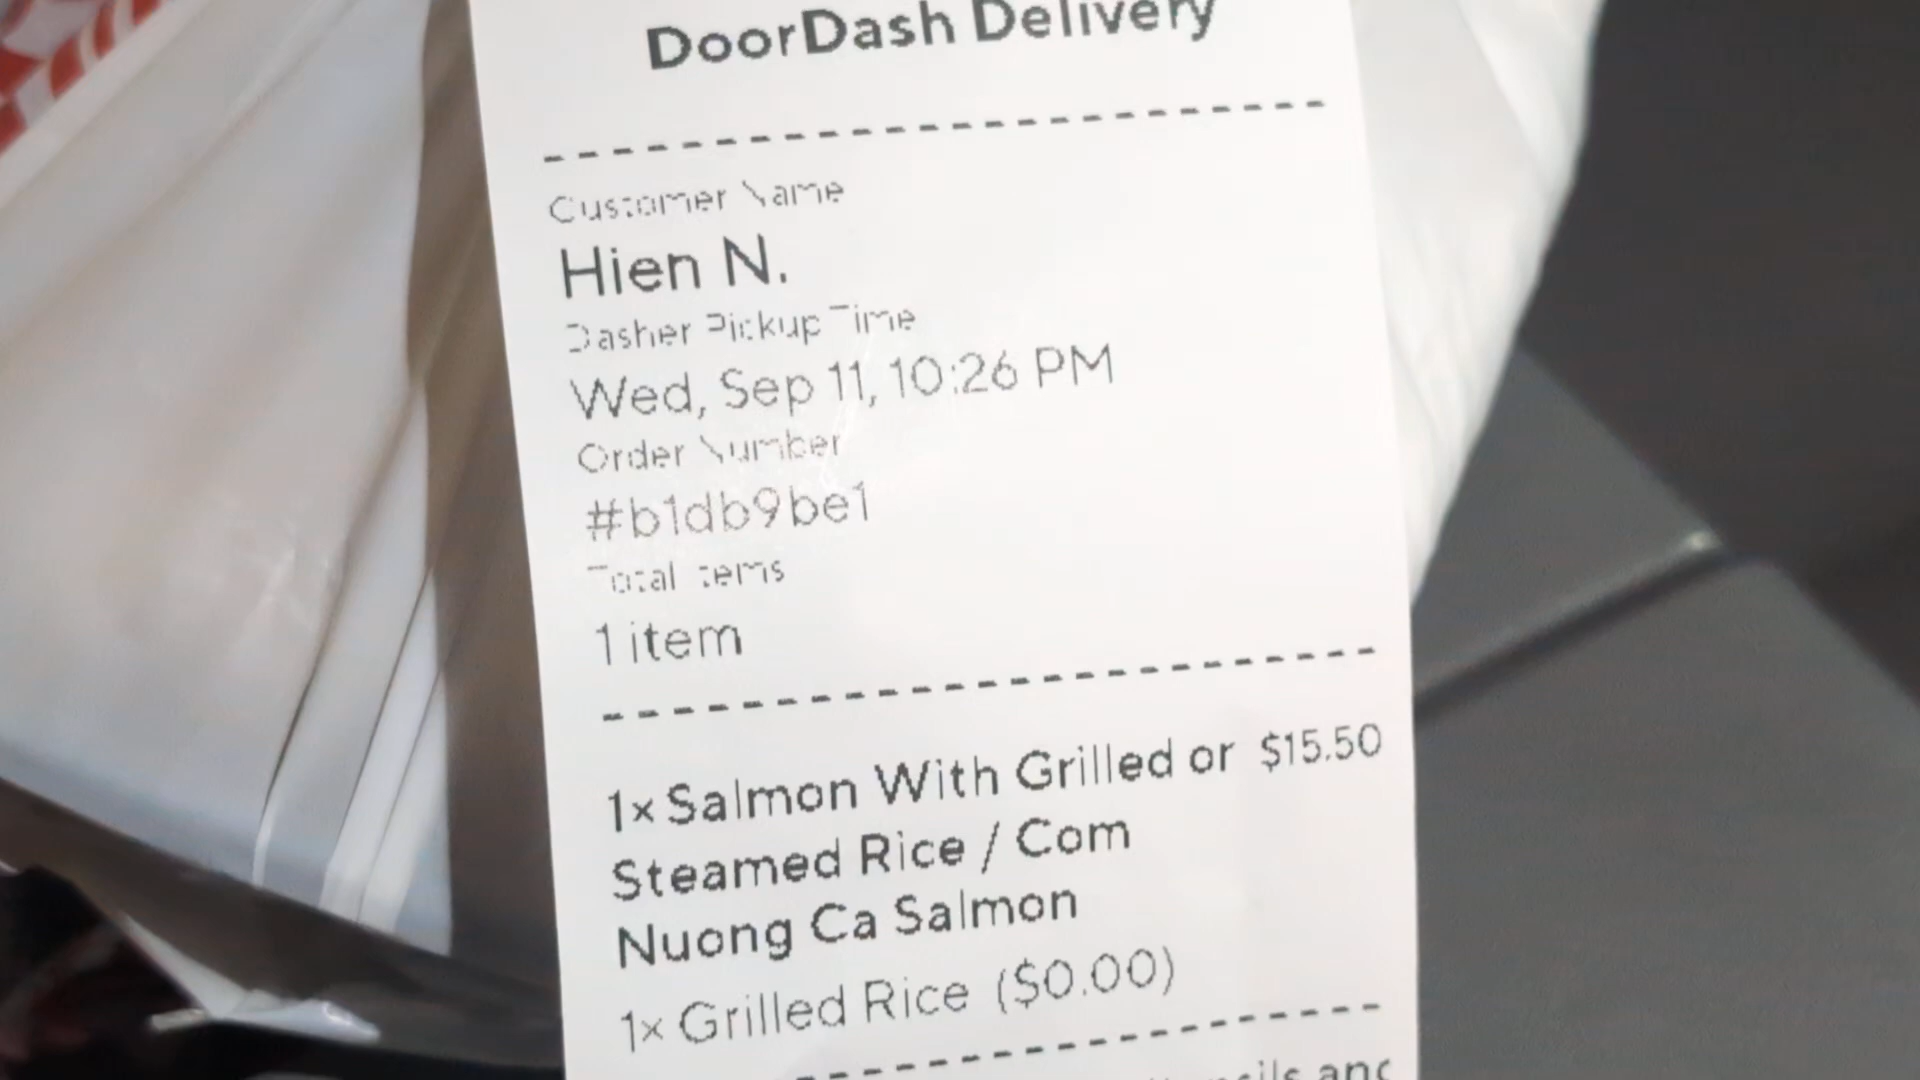 DoorDash Delivery
Customer Name
Hien N.
Dasher Pickup Time
Wed, Sep 11, 10:26 PM
Order Number
#b1db9be1
Total Items
1 item
1x Salmon With Grilled or $15.50
Steamed Rice / Com
Nuong Ca Salmon
1x Grilled Rice ($0.00)